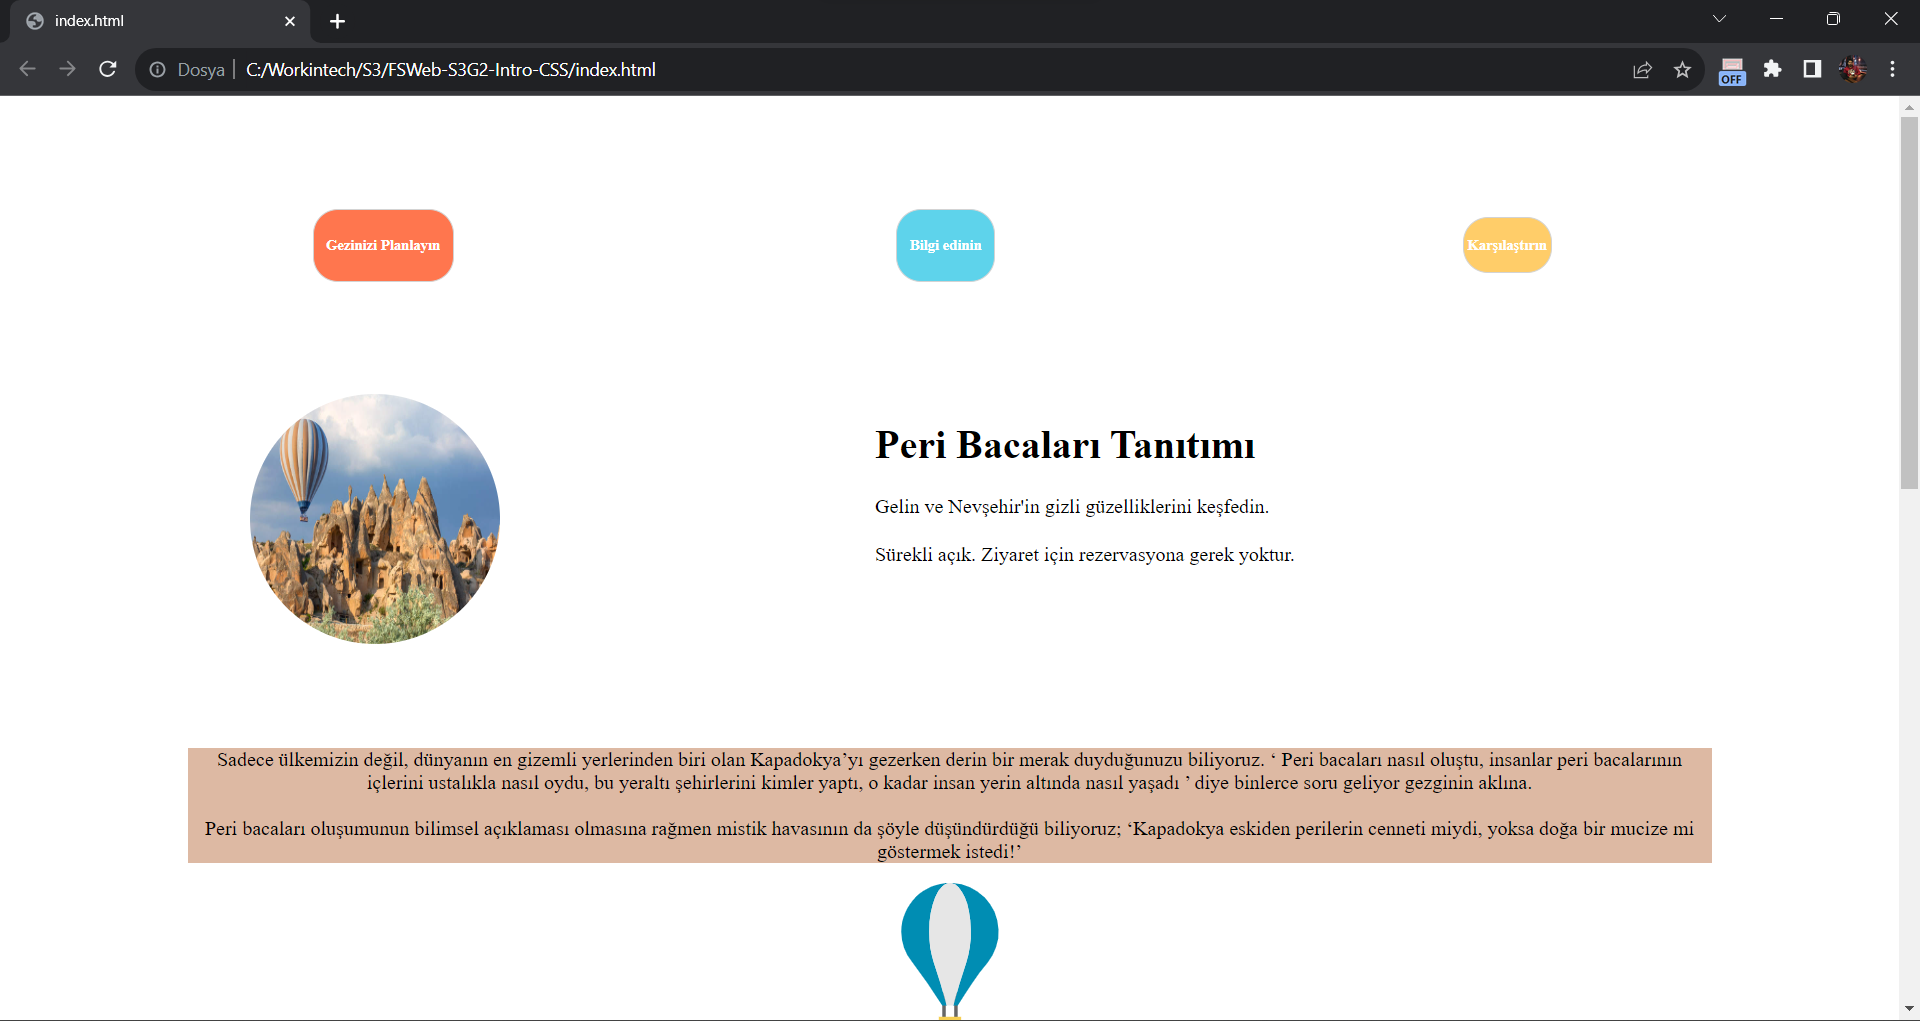 index.html
Dosya
C:/Workintech/S3/FSWeb-S3G2-Intro-CSS/index.html
OFF
Gezinizi Planlayın
Bilgi edinin
Karşılaştırın
Peri Bacaları Tanıtımı
Gelin ve Nevşehir'in gizli güzelliklerini keşfedin.
Sürekli açık. Ziyaret için rezervasyona gerek yoktur.
Sadece ülkemizin değil, dünyanın en gizemli yerlerinden biri olan Kapadokya’yı gezerken derin bir merak duyduğunuzu biliyoruz. ‘ Peri bacaları nasıl oluştu, insanlar peri bacalarının
içlerini ustalıkla nasıl oydu, bu yeraltı şehirlerini kimler yaptı, o kadar insan yerin altında nasıl yaşadı ’ diye binlerce soru geliyor gezginin aklına.
Peri bacaları oluşumunun bilimsel açıklaması olmasına rağmen mistik havasının da şöyle düşündürdüğü biliyoruz; ‘Kapadokya eskiden perilerin cenneti miydi, yoksa doğa bir mucize mi
göstermek istedi!’